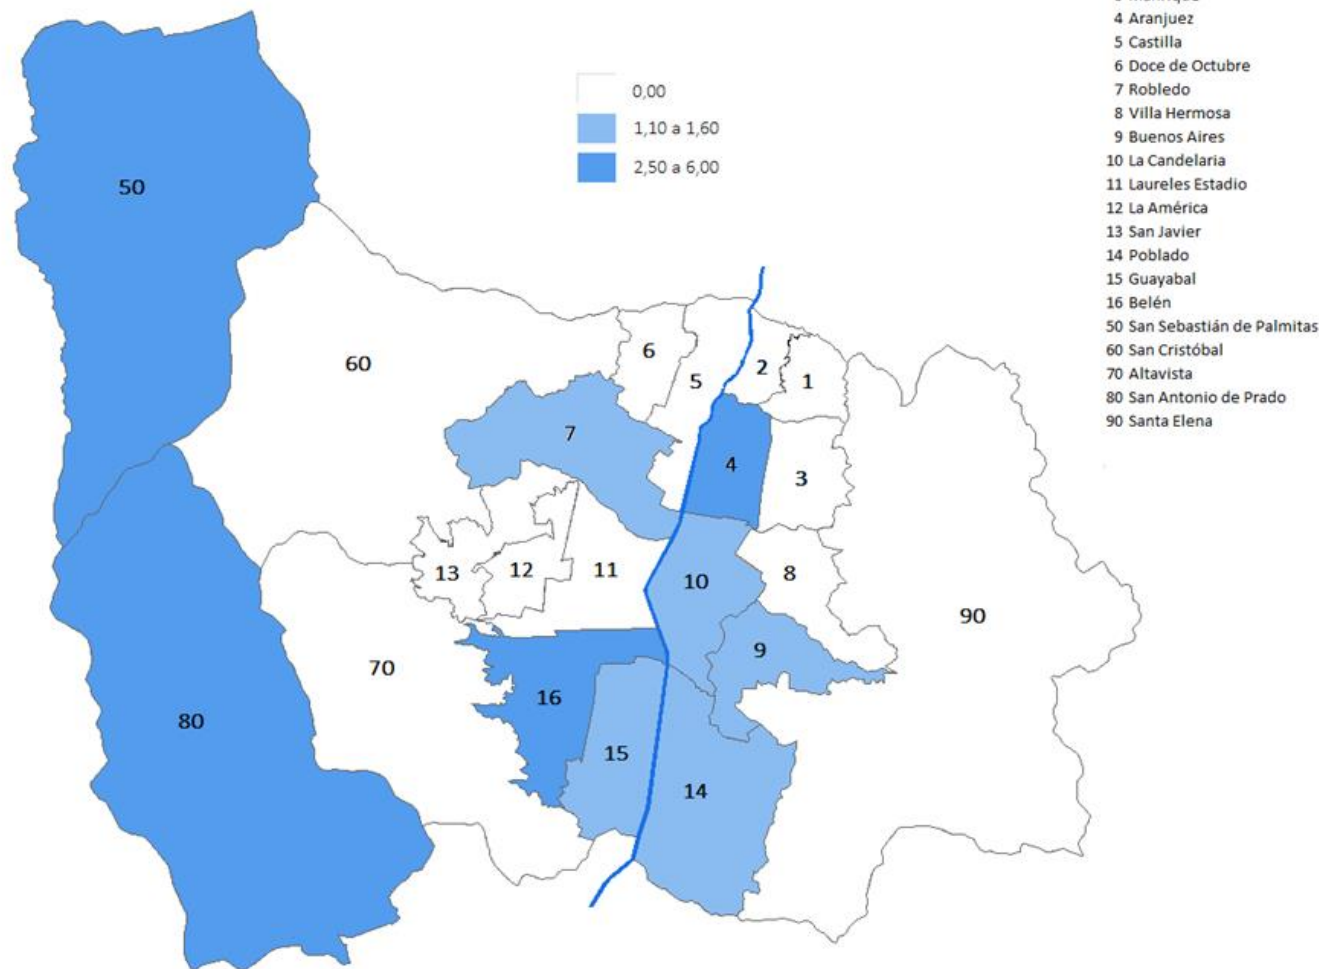 4 Aranjuez
5 Castilla
6 Doce de Octubre
7 Robledo
8 Villa Hermosa
9 Buenos Aires
10 La Candelaria
11 Laureles Estadio
12 La América
13 San Javier
14 Poblado
15 Guayabal
16 Belén
50 San Sebastián de Palmitas
60 San Cristóbal
70 Altavista
80 San Antonio de Prado
90 Santa Elena
0,00
1,10 a 1,60
2,50 a 6,00
50
60
6
5
2
1
7
4
3
13
12
11
10
8
90
9
70
16
80
15
14